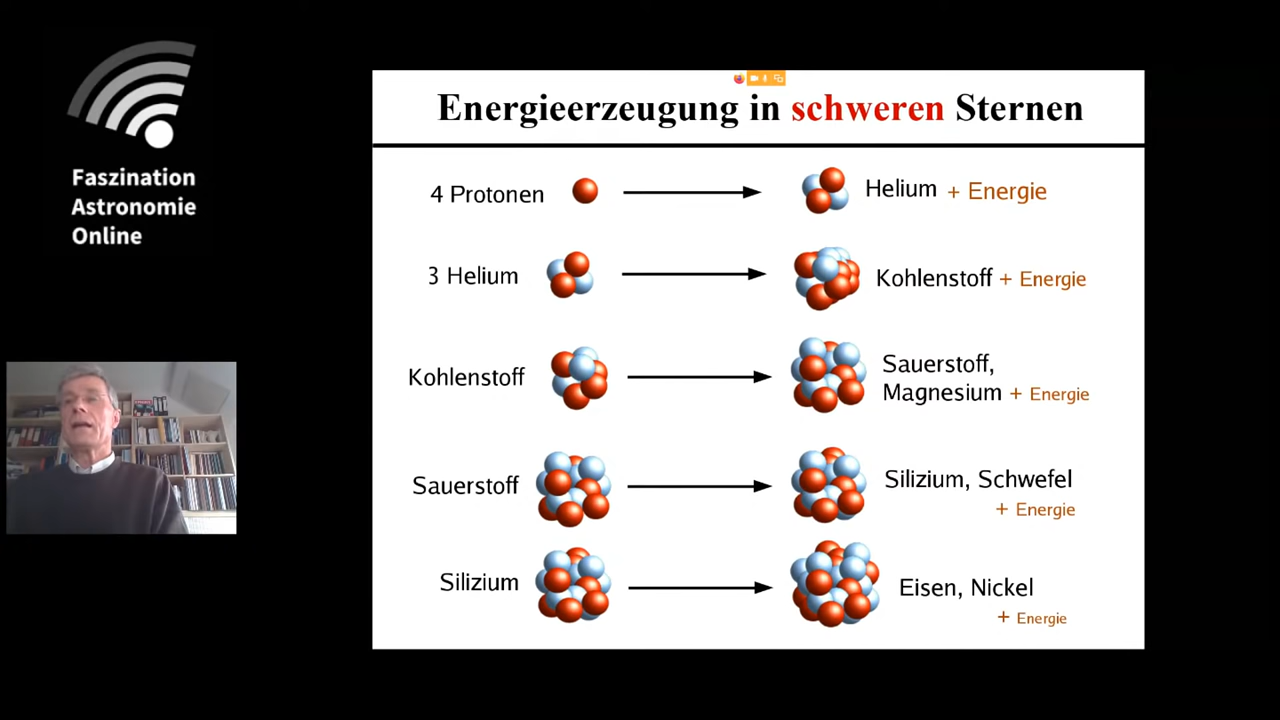 Faszination
Astronomie
Online
Energieerzeugung in schweren Sternen
4 Protonen
Helium + Energie
3 Helium
Kohlenstoff + Energie
Kohlenstoff
Sauerstoff,
Magnesium + Energie
Sauerstoff
Silizium, Schwefel
+ Energie
Silizium
Eisen, Nickel
+ Energie